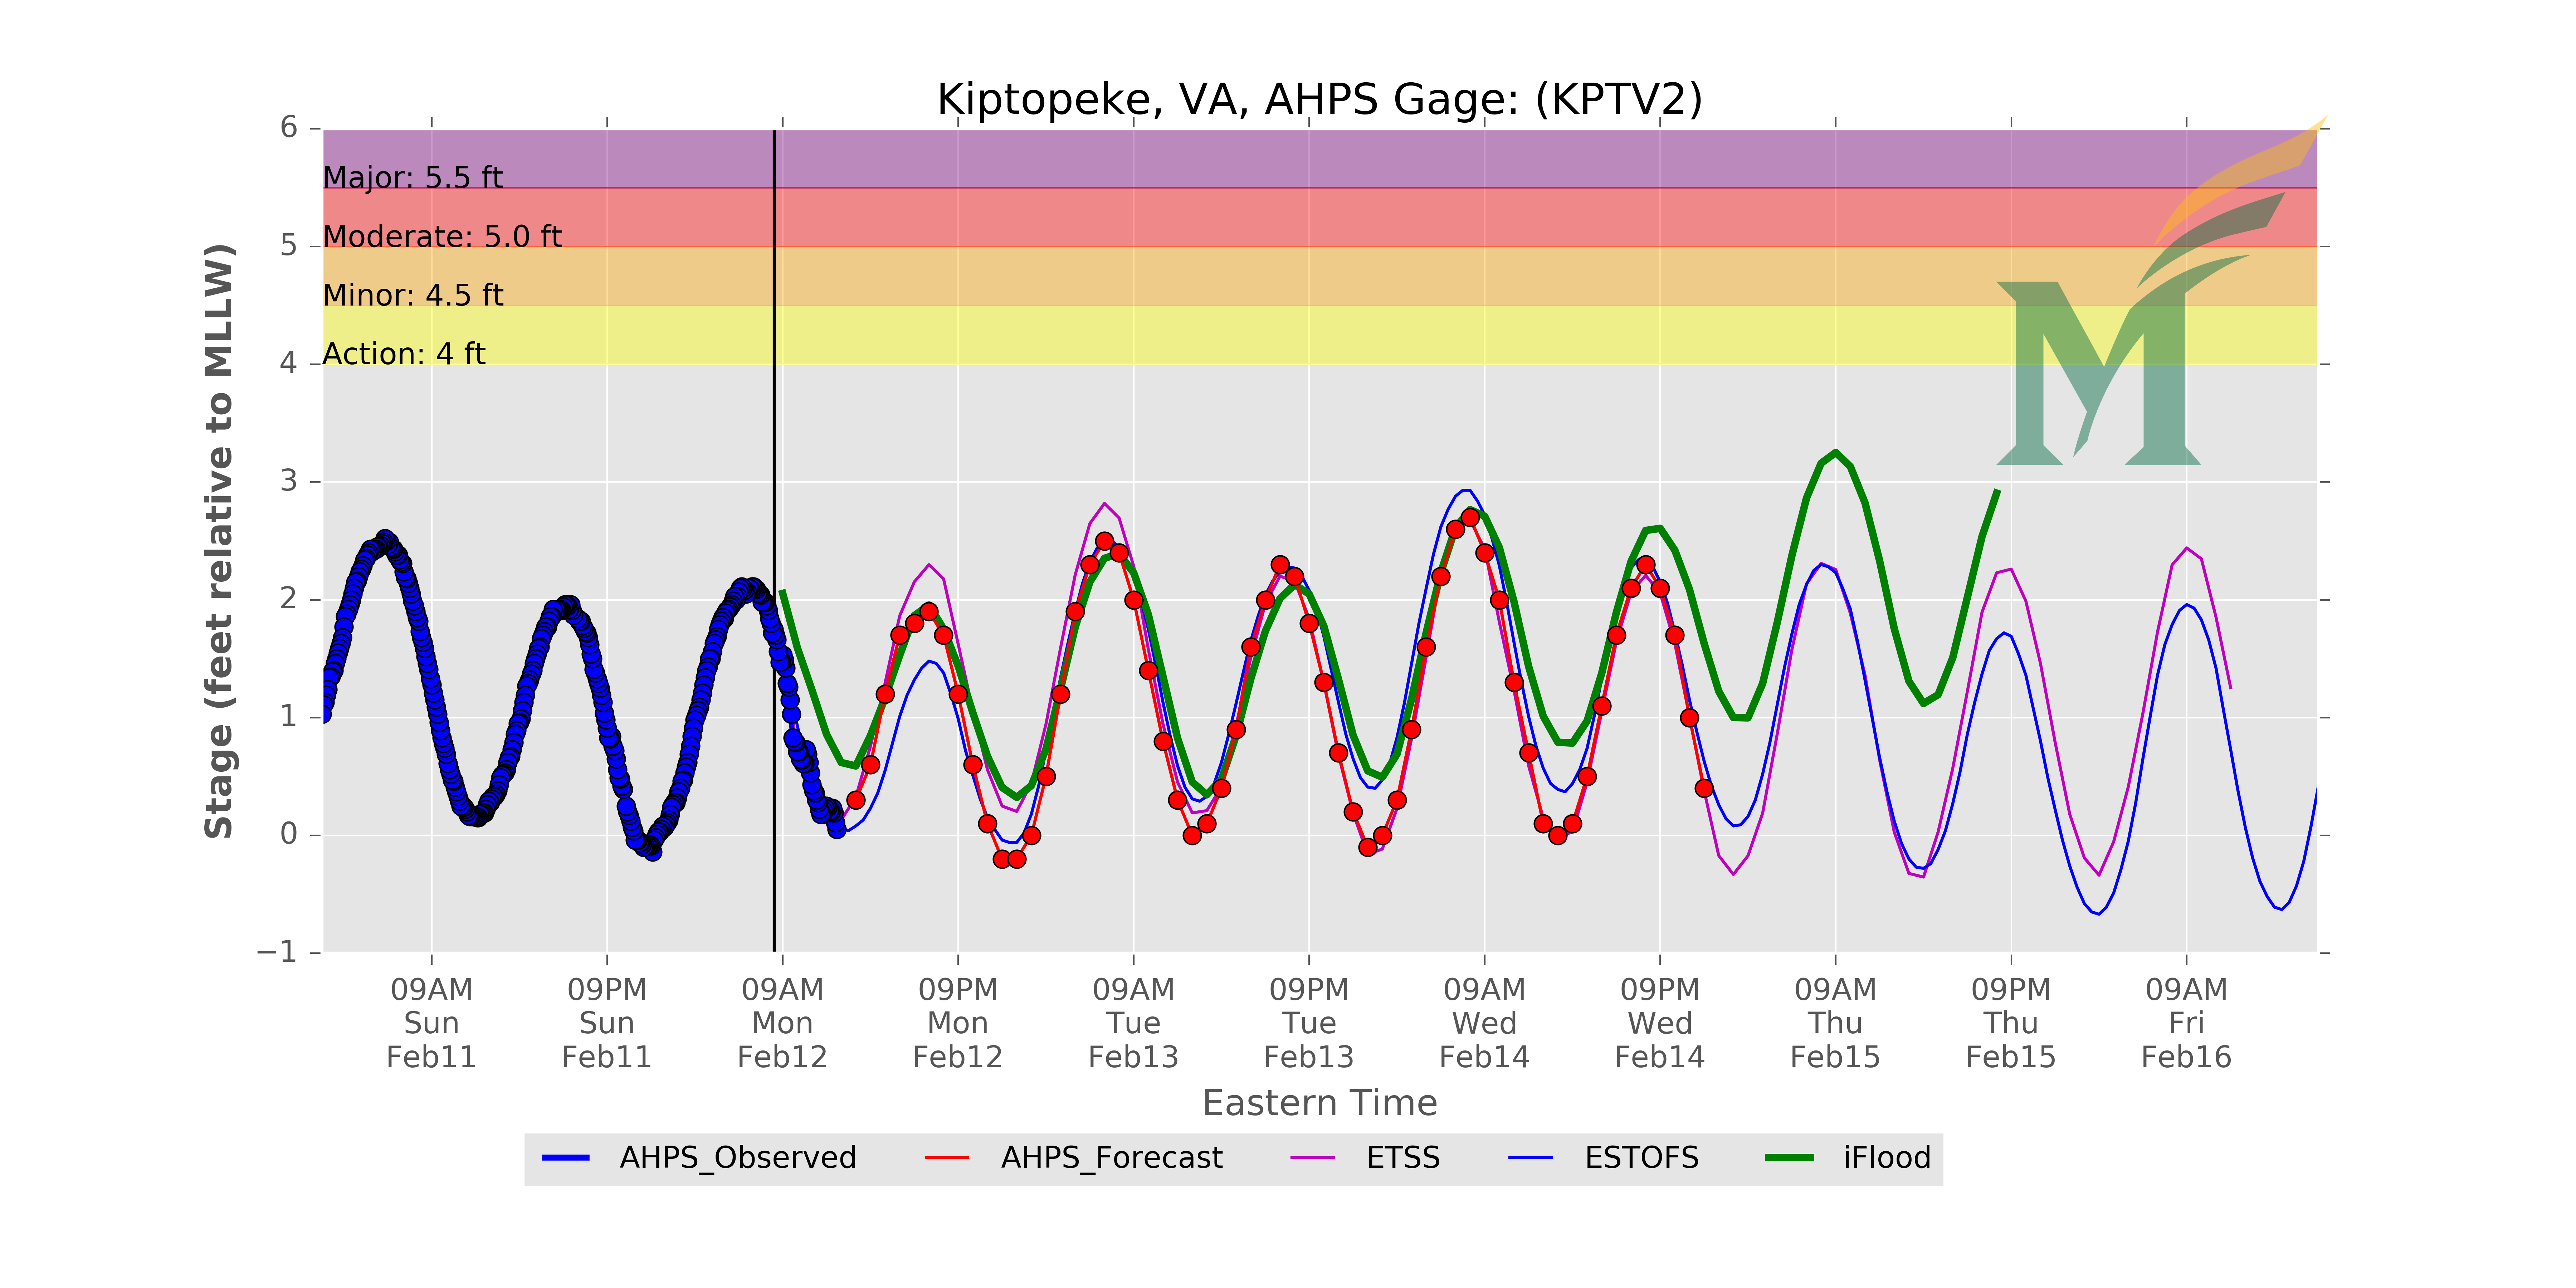 Kiptopeke, VA, AHPS Gage: (KPTV2)
6
5
4
3
2
1
0
−1
Stage (feet relative to MLLW)
Major: 5.5 ft
Moderate: 5.0 ft
Minor: 4.5 ft
Action: 4 ft
M
09AM 09PM 09AM 09PM 09AM 09PM 09AM 09PM 09AM 09PM 09AM
Sun Sun Mon Mon Tue Tue Wed Wed Thu Thu Fri
Feb11 Feb11 Feb12 Feb12 Feb13 Feb13 Feb14 Feb14 Feb15 Feb15 Feb16
Eastern Time
AHPS_Observed AHPS_Forecast ETSS ESTOFS iFlood